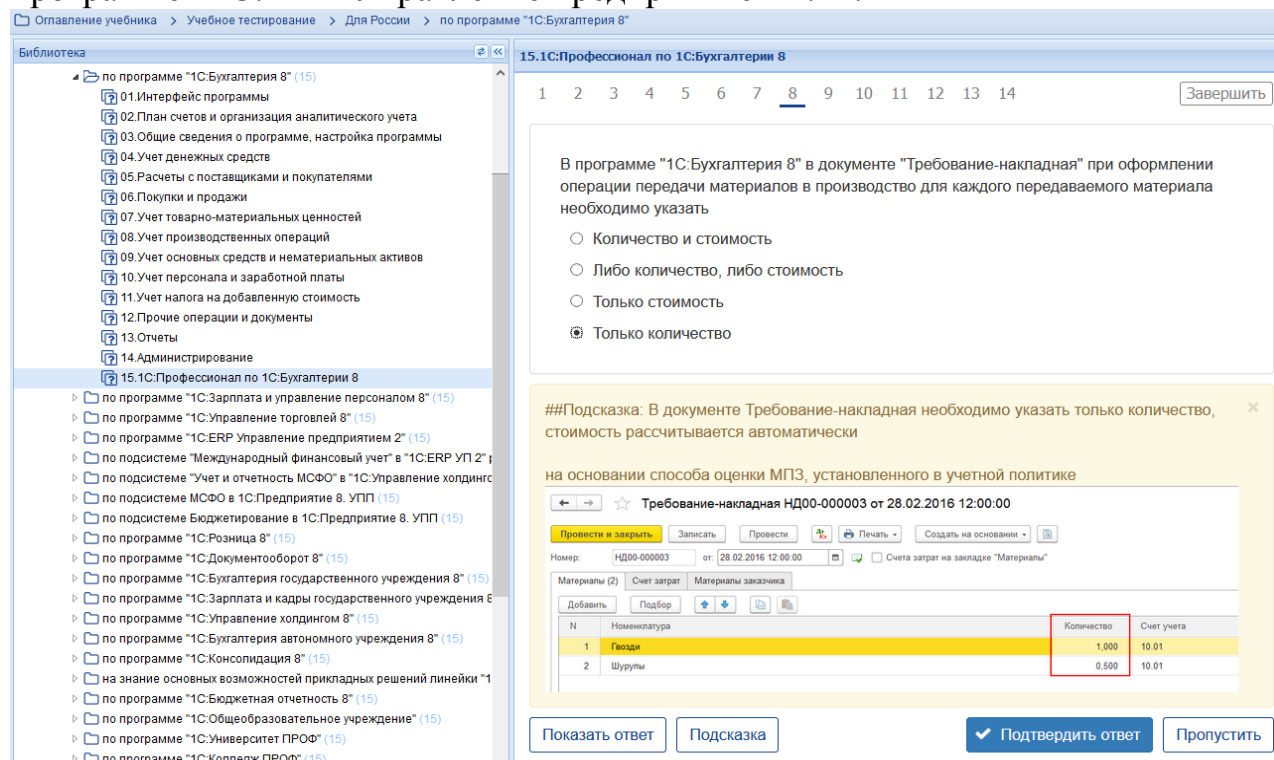 Оглавление учебника > Учебное тестирование > Для России > по программе "1С:Бухгалтерия 8"
Библиотека
по программе "1С:Бухгалтерия 8" (15)
01.Интерфейс программы
02.План счетов и организация аналитического учета
03.Общие сведения о программе, настройка программы
04.Учет денежных средств
05.Расчеты с поставщиками и покупателями
06.Покупки и продажи
07.Учет товарно-материальных ценностей
08.Учет производственных операций
09.Учет основных средств и нематериальных активов
10.Учет персонала и заработной платы
11.Учет налога на добавленную стоимость
12.Прочие операции и документы
13.Отчеты
14.Администрирование
15.1С:Профессионал по 1С:Бухгалтерии 8
по программе "1С:Зарплата и управление персоналом 8" (15)
по программе "1С:Управление торговлей 8" (15)
по программе "1С:ERP Управление предприятием 2" (15)
по подсистеме "Международный финансовый учет" в "1С:ERP УП 2"
по подсистеме "Учет и отчетность МСФО" в "1С:Управление холдинг
по подсистеме МСФО в 1С:Предприятие 8. УПП (15)
по подсистеме Бюджетирование в 1С:Предприятие 8. УПП (15)
по программе "1С:Розница 8" (15)
по программе "1С:Документооборот 8" (15)
по программе "1С:Бухгалтерия государственного учреждения 8" (15)
по программе "1С:Зарплата и кадры государственного учреждения 8
по программе "1С:Управление холдингом 8" (15)
по программе "1С:Бухгалтерия автономного учреждения 8" (15)
по программе "1С:Консолидация 8" (15)
на знание основных возможностей прикладных решений линейки "1
по программе "1С:Бюджетная отчетность 8" (15)
по программе "1С:Общеобразовательное учреждение" (15)
по программе "1С:Университет ПРОФ" (15)
по программе "1С:Колледж ПРОФ" (15)
15.1С:Профессионал по 1С:Бухгалтерии 8
1 2 3 4 5 6 7 8 9 10 11 12 13 14 Завершить
В программе "1С:Бухгалтерия 8" в документе "Требование-накладная" при оформлении
операции передачи материалов в производство для каждого передаваемого материала
необходимо указать
Количество и стоимость
Либо количество, либо стоимость
Только стоимость
Только количество
##Подсказка: В документе Требование-накладная необходимо указать только количество,
стоимость рассчитывается автоматически
на основании способа оценки МПЗ, установленного в учетной политике
Требование-накладная НД00-000003 от 28.02.2016 12:00:00
Провести и закрыть Записать Провести Печать Создать на основании
Номер: НД00-000003 от: 28.02.2016 12:00:00 Счета затрат на закладке "Материалы"
Материалы (2) Счет затрат Материалы заказчика
Добавить Подбор
N Номенклатура Количество Счет учета
1 Гвозди 1,000 10.01
2 Шурупы 0,500 10.01
Показать ответ Подсказка Подтвердить ответ Пропустить